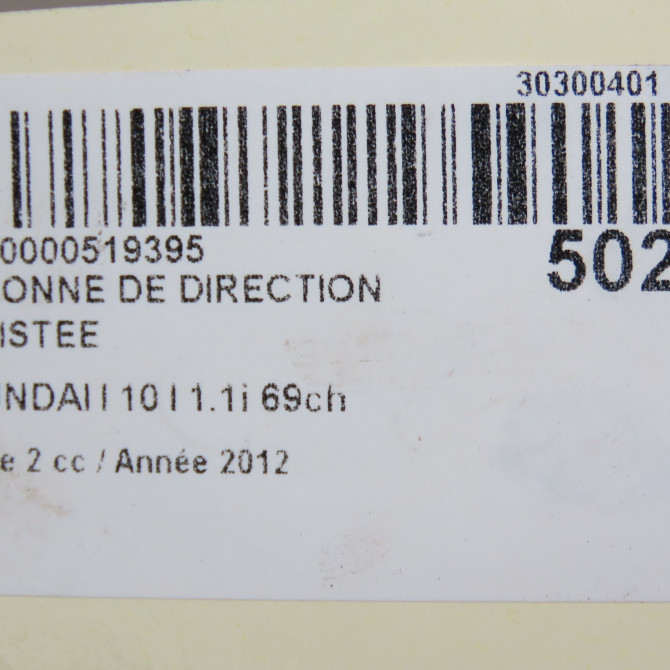 30300401
0000519395
502
ONNE DE DIRECTION
ISTEE
NDAI I 10 I 1.1i 69ch
e 2 cc / Année 2012